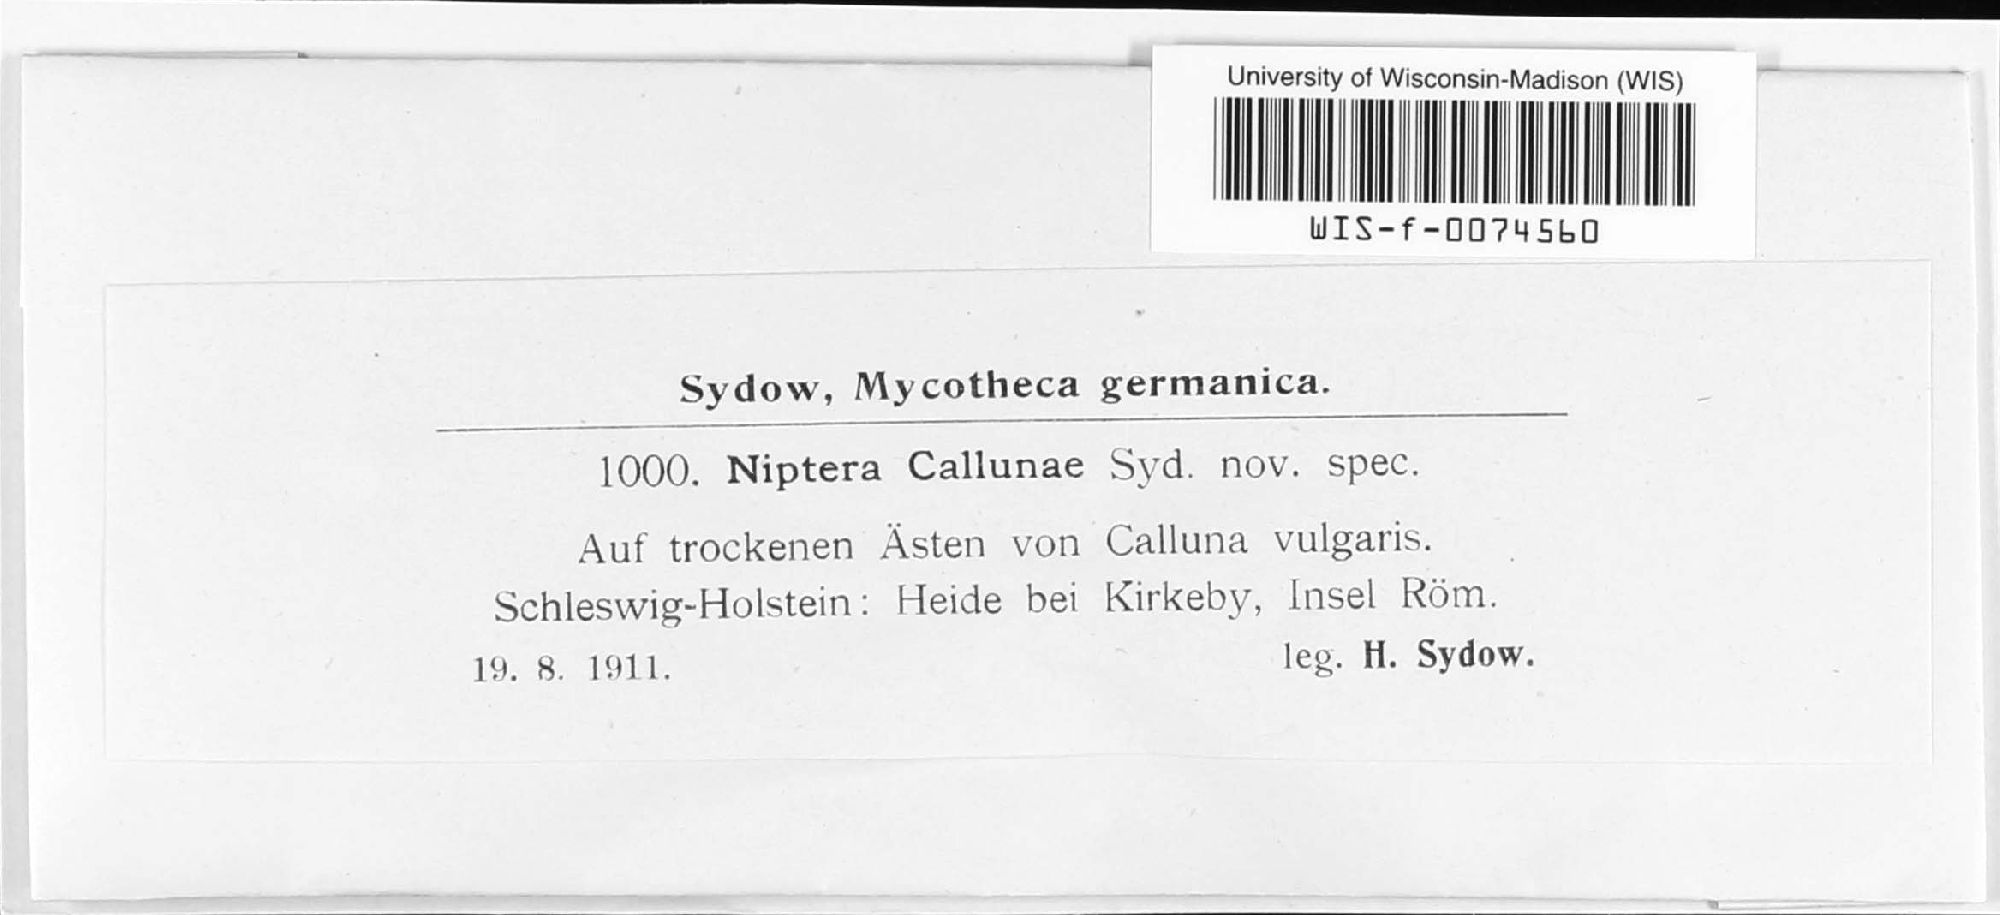 University of Wisconsin-Madison (WIS)
WIS-f-0074560
Sydow, Mycotheca germanica.
1000. Niptera Callunae Syd. nov. spec.
Auf trockenen Ästen von Calluna vulgaris.
Schleswig-Holstein: Heide bei Kirkeby, Insel Röm.
19. 8. 1911. leg. H. Sydow.